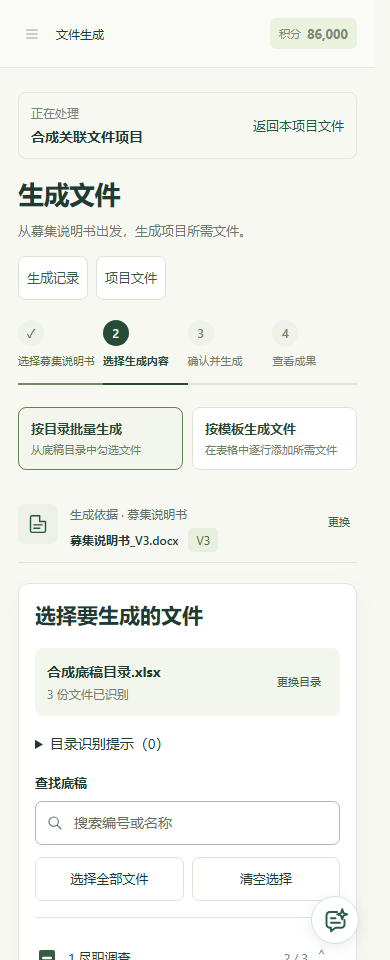 文件生成
积分 86,000
正在处理
合成关联文件项目
返回本项目文件
生成文件
从募集说明书出发，生成项目所需文件。
生成记录
项目文件
✓
选择募集说明书
2
选择生成内容
3
确认并生成
4
查看成果
按目录批量生成
从底稿目录中勾选文件
按模板生成文件
在表格中逐行添加所需文件
生成依据 · 募集说明书
募集说明书_V3.docx
V3
更换
选择要生成的文件
合成底稿目录.xlsx
3 份文件已识别
更换目录
目录识别提示（0）
查找底稿
搜索编号或名称
选择全部文件
清空选择
1 尽职调查
2 / 3